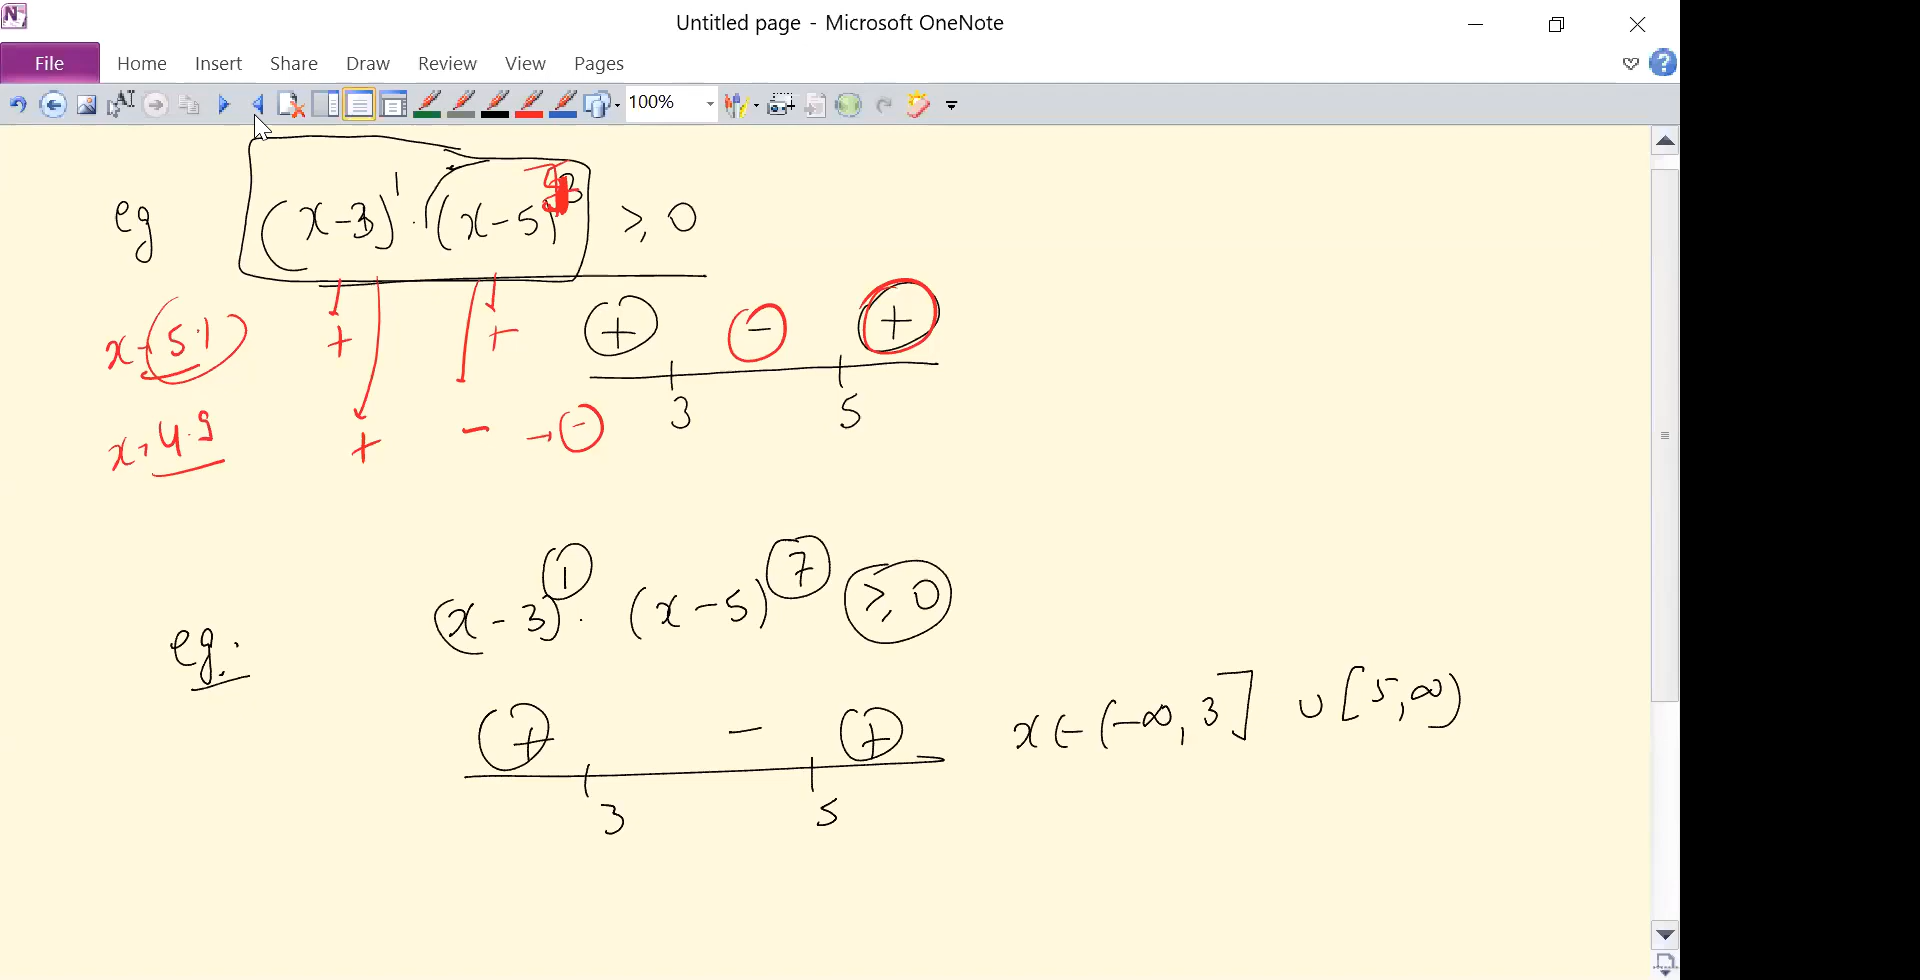 Untitled page - Microsoft OneNote
File Home Insert Share Draw Review View Pages
100%
eg (x-3)^1 · (x-5) ≥ 0
+ - +
x 5.1 + +
3 5
x 4.9 + - → -
eg. (x-3)^1 · (x-5)^7 ≥ 0
+ - +
x ∈ (-∞, 3] ∪ [5, ∞)
3 5